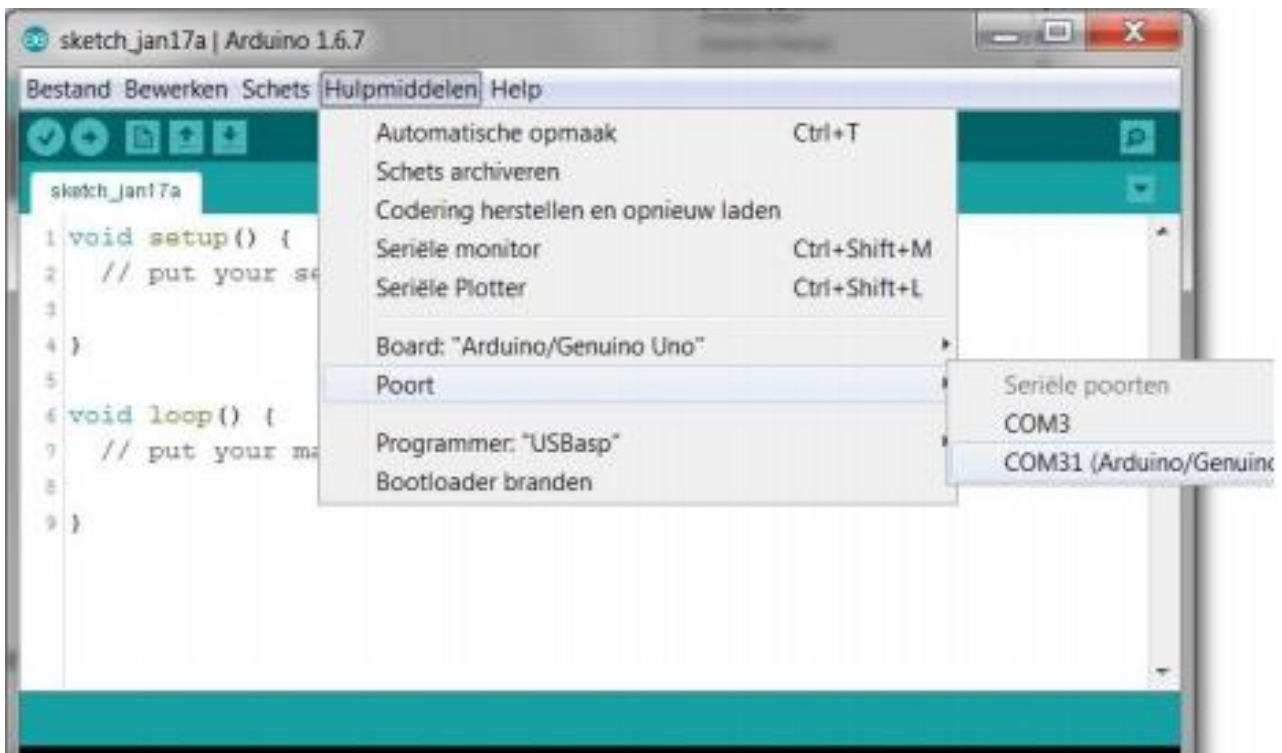 sketch_jan17a | Arduino 1.6.7
Bestand Bewerken Schets Hulpmiddelen Help
sketch_jan17a
Automatische opmaak Ctrl+T
Schets archiveren
Codering herstellen en opnieuw laden
Seriële monitor Ctrl+Shift+M
Seriële Plotter Ctrl+Shift+L
Board: "Arduino/Genuino Uno"
Poort
Programmer: "USBasp"
Bootloader branden
Seriële poorten
COM3
COM31 (Arduino/Genuino
1 void setup() {
2 // put your se
3
4 }
5
6 void loop() {
7 // put your ma
8
9 }